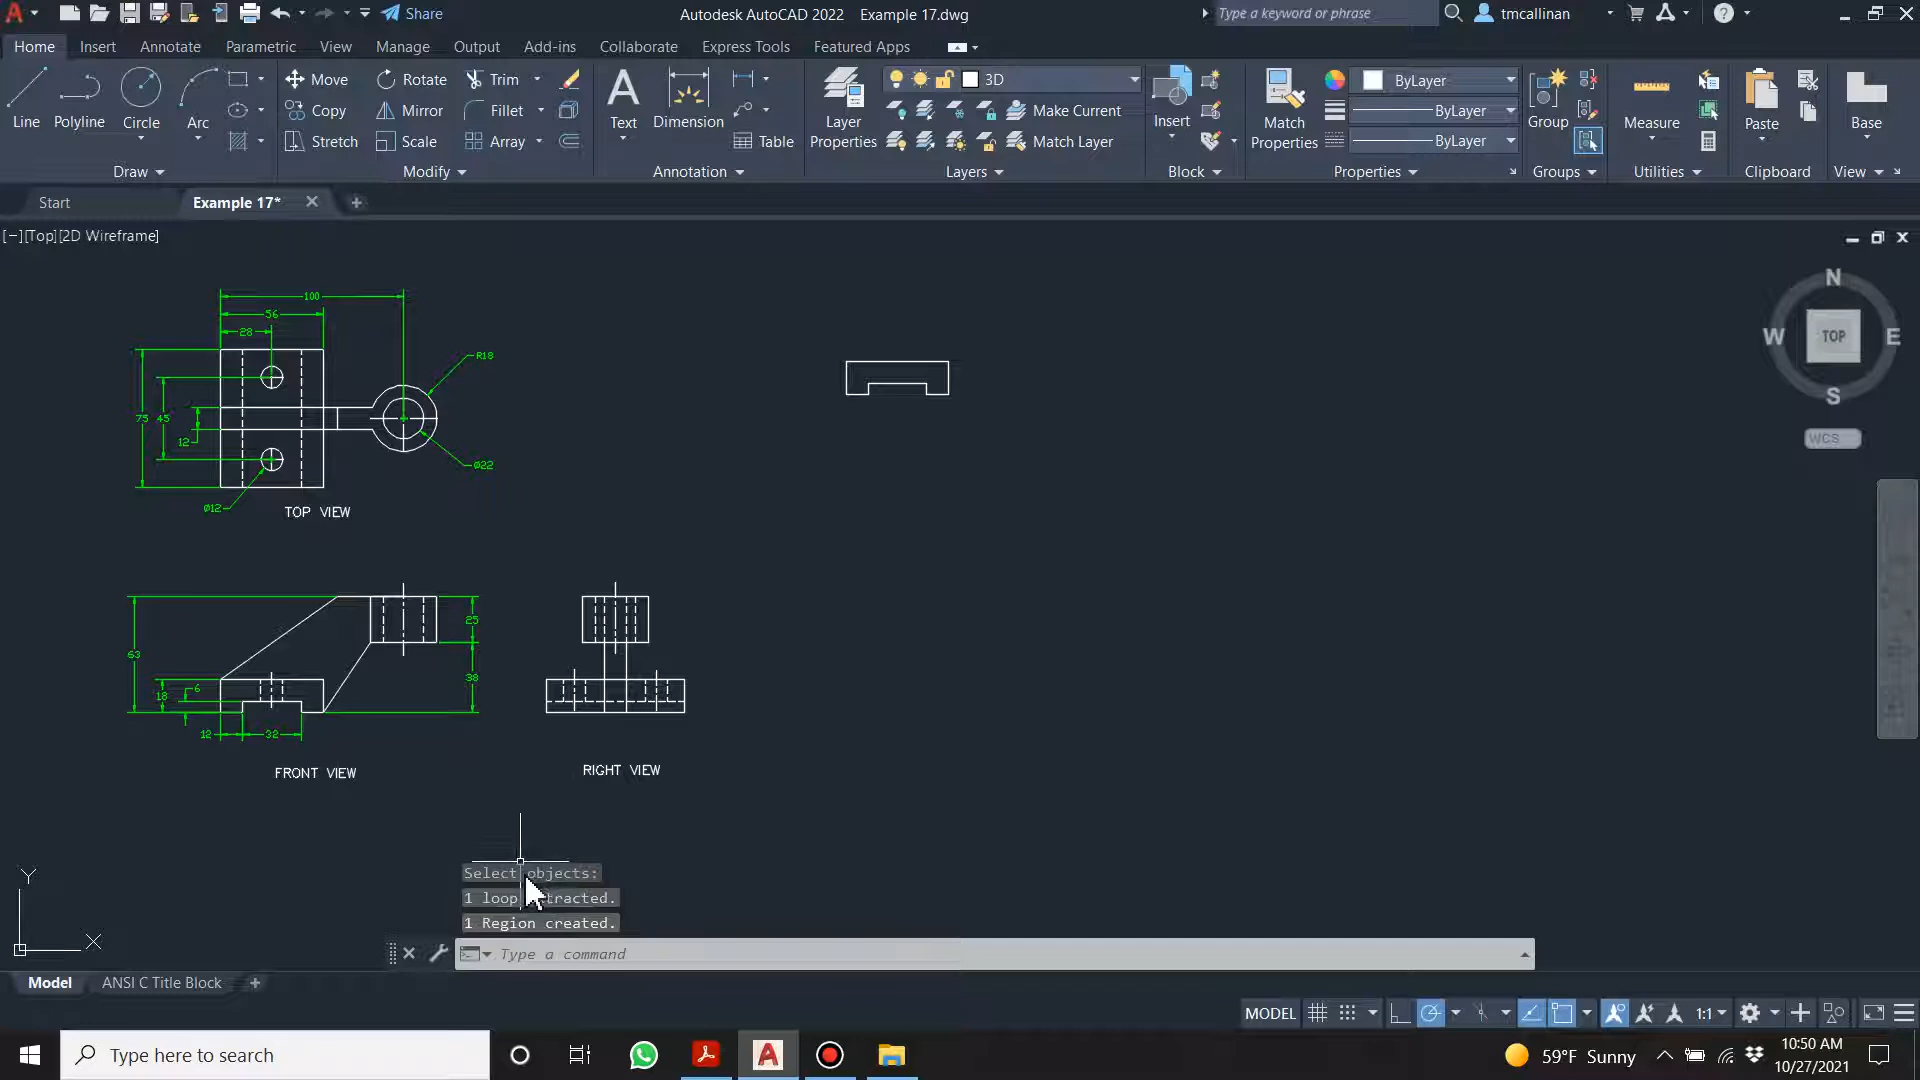 Share
Autodesk AutoCAD 2022 Example 17.dwg
Type a keyword or phrase
tmcallinan
Home Insert Annotate Parametric View Manage Output Add-ins Collaborate Express Tools Featured Apps
Line Polyline Circle Arc
Move Rotate Trim
Copy Mirror Fillet
Stretch Scale Array
Text Dimension Table
Layer Properties
3D
Make Current
Match Layer
Insert
Match Properties
ByLayer
ByLayer
ByLayer
Group Measure Paste Base
Draw Modify Annotation Layers Block Properties Groups Utilities Clipboard View
Start Example 17*
[−][Top][2D Wireframe]
N
W TOP E
S
WCS
100
56
28
R18
75 45
12
Ø22
Ø12
TOP VIEW
25
63
38
18 6
12 32
FRONT VIEW RIGHT VIEW
Select objects:
1 loop extracted.
1 Region created.
Type a command
Y
X
Model ANSI C Title Block
MODEL 1:1
Type here to search
59°F Sunny
10:50 AM
10/27/2021